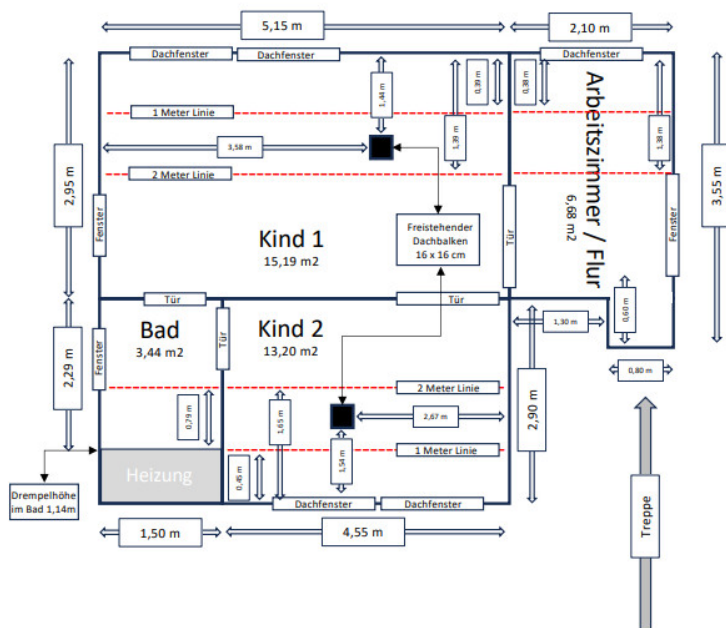 5,15 m
2,10 m
Dachfenster
Dachfenster
Dachfenster
1,44 m
1,39 m
0,39 m
0,38 m
1,38 m
1 Meter Linie
3,58 m
2 Meter Linie
2,95 m
3,55 m
Arbeitszimmer / Flur
6,68 m2
Fenster
Fenster
Tür
Kind 1
15,19 m2
Freistehender
Dachbalken
16 x 16 cm
Tür
Tür
Bad
3,44 m2
Kind 2
13,20 m2
Fenster
Tür
0,60 m
1,30 m
0,80 m
2,29 m
2,90 m
2 Meter Linie
0,79 m
1,65 m
2,67 m
1 Meter Linie
1,54 m
0,45 m
Heizung
Drempelhöhe
im Bad 1,14m
Dachfenster
Dachfenster
1,50 m
4,55 m
Treppe